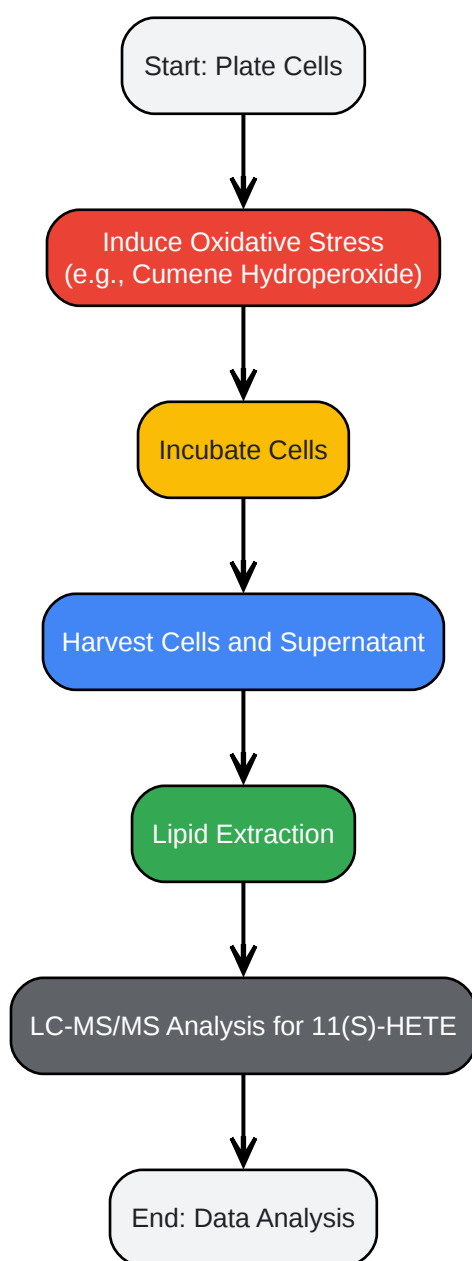 Start: Plate Cells
Induce Oxidative Stress
(e.g., Cumene Hydroperoxide)
Incubate Cells
Harvest Cells and Supernatant
Lipid Extraction
LC-MS/MS Analysis for 11(S)-HETE
End: Data Analysis